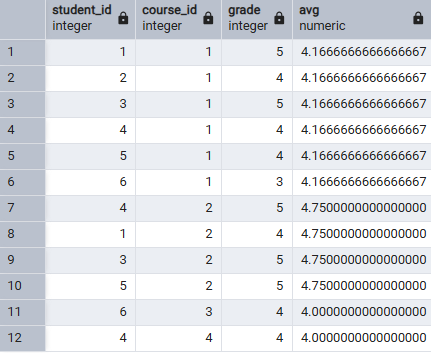 student_id course_id grade avg
integer integer integer numeric
1 1 1 5 4.1666666666666667
2 2 1 4 4.1666666666666667
3 3 1 5 4.1666666666666667
4 4 1 4 4.1666666666666667
5 5 1 4 4.1666666666666667
6 6 1 3 4.1666666666666667
7 4 2 5 4.7500000000000000
8 1 2 4 4.7500000000000000
9 3 2 5 4.7500000000000000
10 5 2 5 4.7500000000000000
11 6 3 4 4.0000000000000000
12 4 4 4 4.0000000000000000